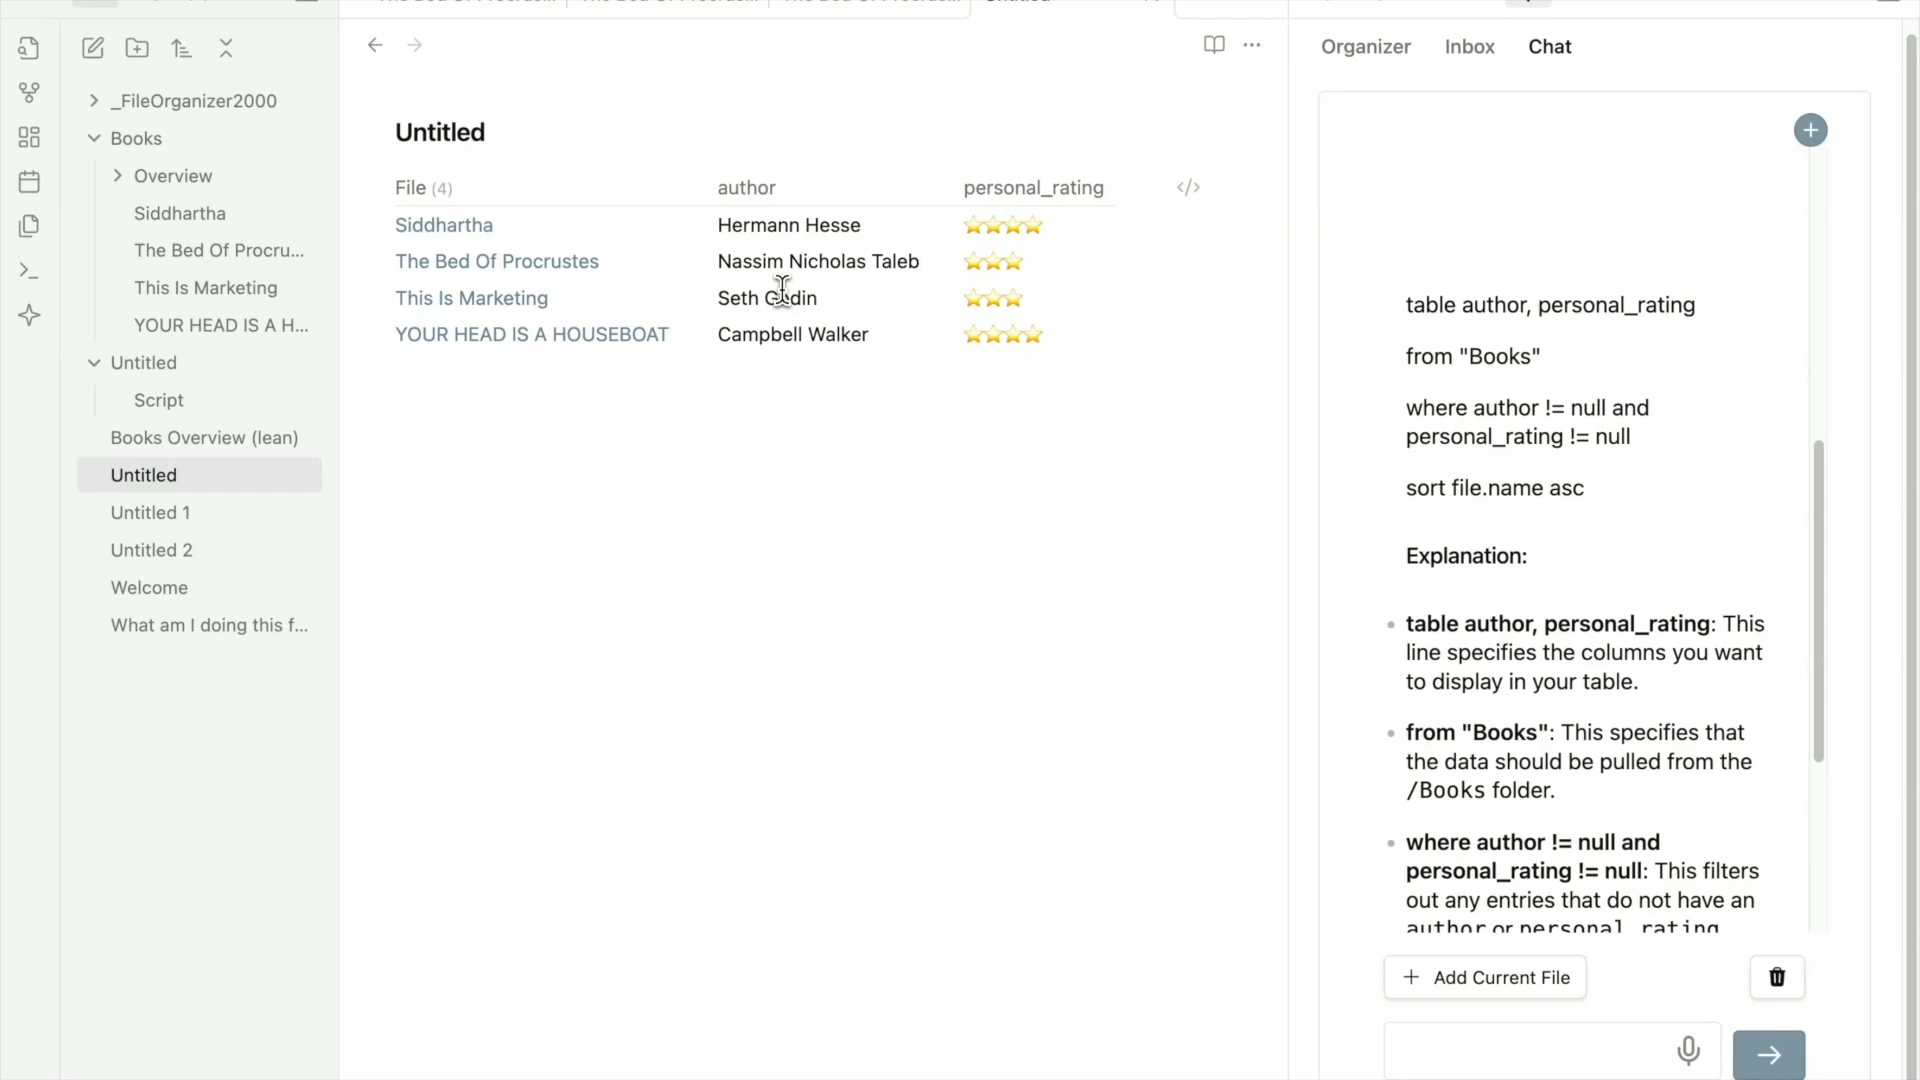 Organizer Inbox Chat
_FileOrganizer2000
Books
Overview
Siddhartha
The Bed Of Procru...
This Is Marketing
YOUR HEAD IS A H...
Untitled
Script
Books Overview (lean)
Untitled
Untitled 1
Untitled 2
Welcome
What am I doing this f...
Untitled
File (4) author personal_rating </>
Siddhartha Hermann Hesse ⭐⭐⭐⭐
The Bed Of Procrustes Nassim Nicholas Taleb ⭐⭐⭐
This Is Marketing Seth Godin ⭐⭐⭐
YOUR HEAD IS A HOUSEBOAT Campbell Walker ⭐⭐⭐⭐
table author, personal_rating
from "Books"
where author != null and
personal_rating != null
sort file.name asc
Explanation:
table author, personal_rating: This
line specifies the columns you want
to display in your table.
from "Books": This specifies that
the data should be pulled from the
/Books folder.
where author != null and
personal_rating != null: This filters
out any entries that do not have an
author or personal_rating
Add Current File